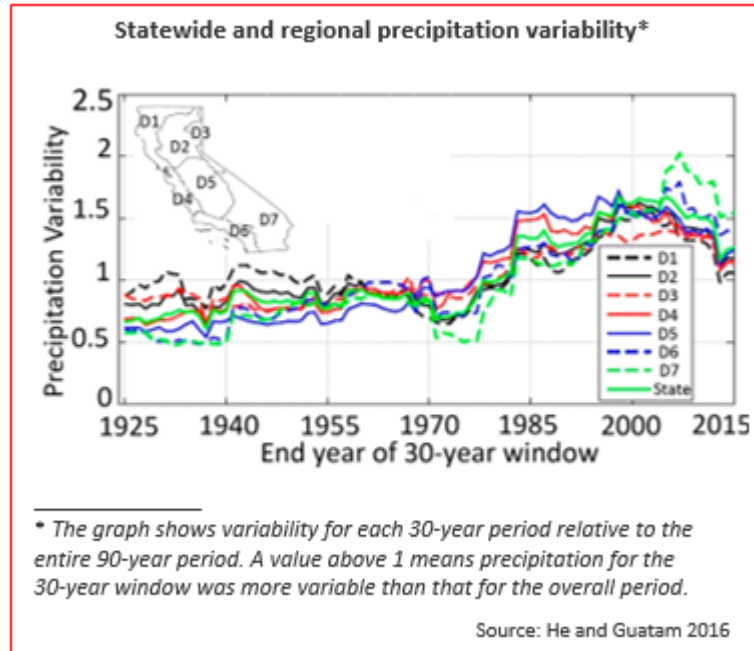 Statewide and regional precipitation variability*
2.5
2
1.5
1
0.5
0
Precipitation Variability
D1
D2
D3
D4
D5
D6
D7
D1
D2
D3
D4
D5
D6
D7
State
1925 1940 1955 1970 1985 2000 2015
End year of 30-year window
* The graph shows variability for each 30-year period relative to the
entire 90-year period. A value above 1 means precipitation for the
30-year window was more variable than that for the overall period.
Source: He and Guatam 2016